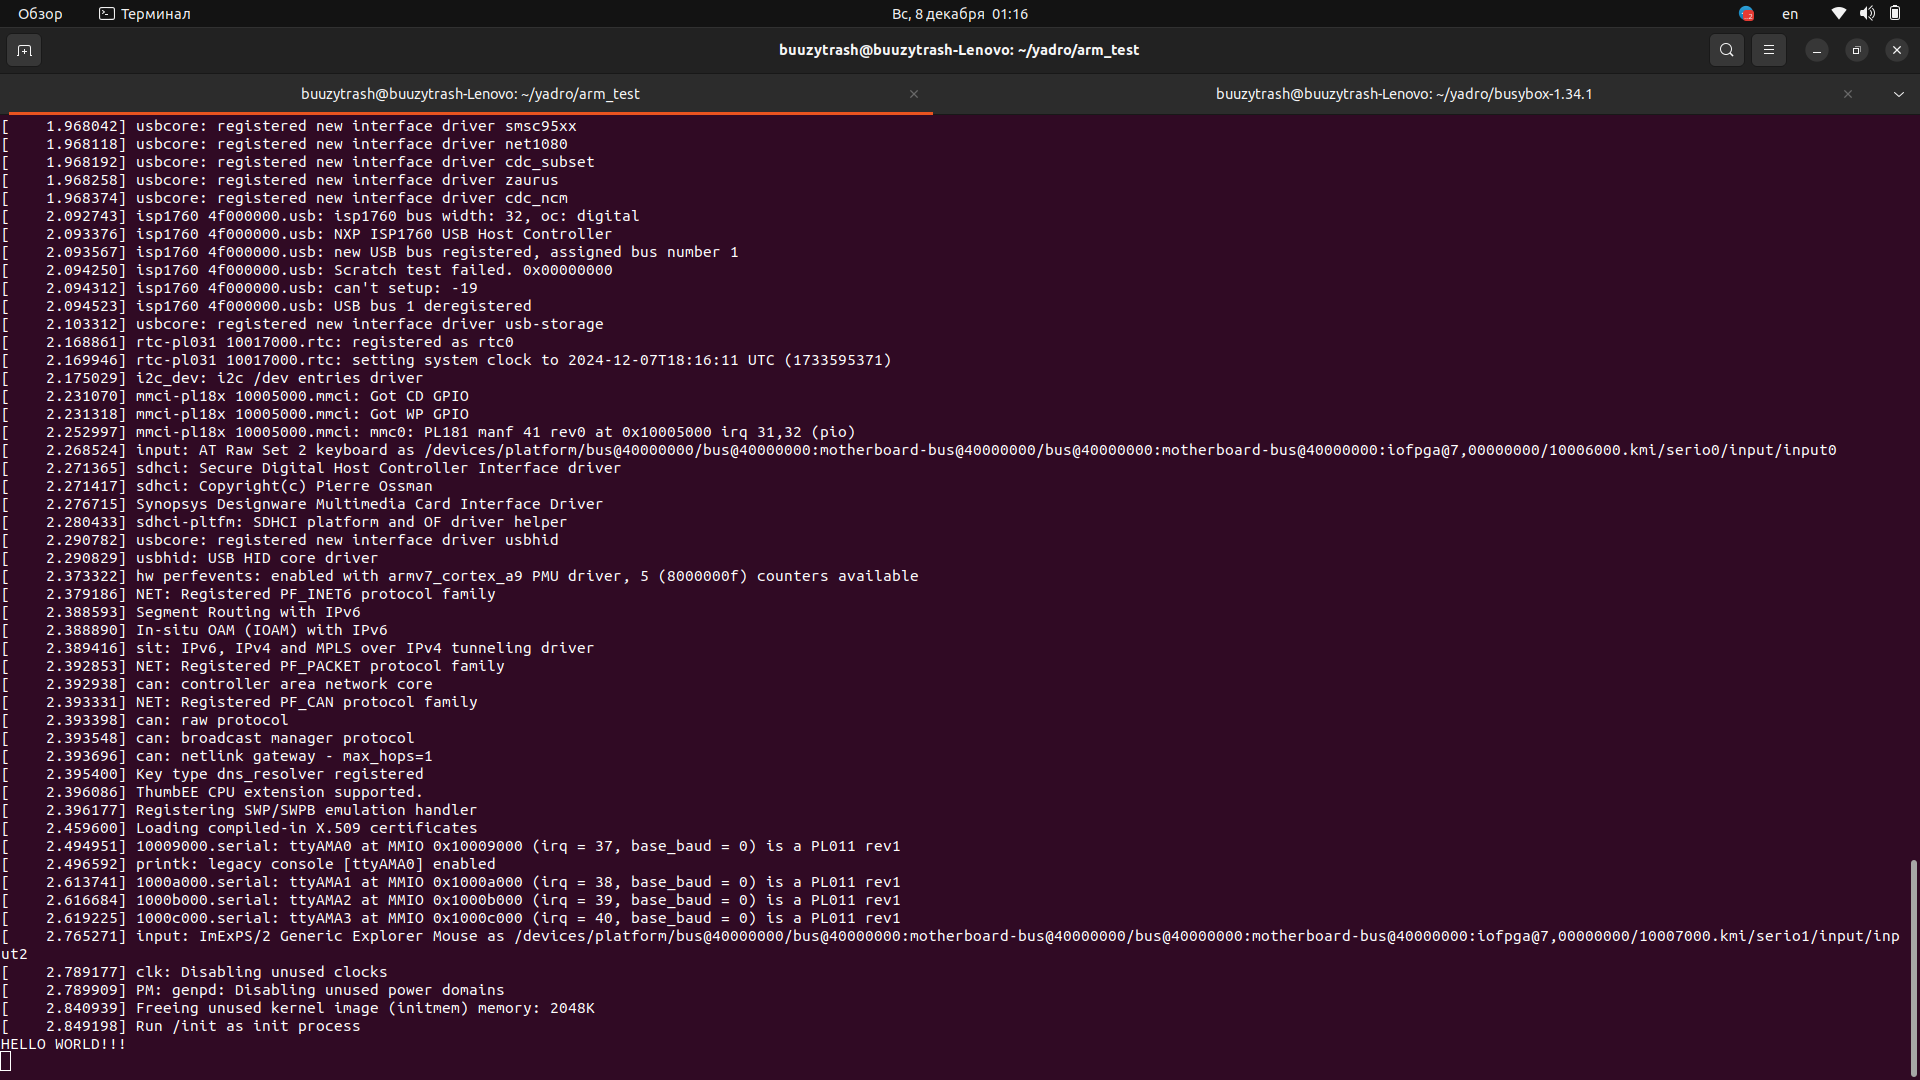 Обзор
Терминал
Вс, 8 декабря 01:16
en
buuzytrash@buuzytrash-Lenovo: ~/yadro/arm_test
buuzytrash@buuzytrash-Lenovo: ~/yadro/arm_test
buuzytrash@buuzytrash-Lenovo: ~/yadro/busybox-1.34.1
[    1.968042] usbcore: registered new interface driver smsc95xx
[    1.968118] usbcore: registered new interface driver net1080
[    1.968192] usbcore: registered new interface driver cdc_subset
[    1.968258] usbcore: registered new interface driver zaurus
[    1.968374] usbcore: registered new interface driver cdc_ncm
[    2.092743] isp1760 4f000000.usb: isp1760 bus width: 32, oc: digital
[    2.093376] isp1760 4f000000.usb: NXP ISP1760 USB Host Controller
[    2.093567] isp1760 4f000000.usb: new USB bus registered, assigned bus number 1
[    2.094250] isp1760 4f000000.usb: Scratch test failed. 0x00000000
[    2.094312] isp1760 4f000000.usb: can't setup: -19
[    2.094523] isp1760 4f000000.usb: USB bus 1 deregistered
[    2.103312] usbcore: registered new interface driver usb-storage
[    2.168861] rtc-pl031 10017000.rtc: registered as rtc0
[    2.169946] rtc-pl031 10017000.rtc: setting system clock to 2024-12-07T18:16:11 UTC (1733595371)
[    2.175029] i2c_dev: i2c /dev entries driver
[    2.231070] mmci-pl18x 10005000.mmci: Got CD GPIO
[    2.231318] mmci-pl18x 10005000.mmci: Got WP GPIO
[    2.252997] mmci-pl18x 10005000.mmci: mmc0: PL181 manf 41 rev0 at 0x10005000 irq 31,32 (pio)
[    2.268524] input: AT Raw Set 2 keyboard as /devices/platform/bus@40000000/bus@40000000:motherboard-bus@40000000/bus@40000000:motherboard-bus@40000000:iofpga@7,00000000/10006000.kmi/serio0/input/input0
[    2.271365] sdhci: Secure Digital Host Controller Interface driver
[    2.271417] sdhci: Copyright(c) Pierre Ossman
[    2.276715] Synopsys Designware Multimedia Card Interface Driver
[    2.280433] sdhci-pltfm: SDHCI platform and OF driver helper
[    2.290782] usbcore: registered new interface driver usbhid
[    2.290829] usbhid: USB HID core driver
[    2.373322] hw perfevents: enabled with armv7_cortex_a9 PMU driver, 5 (8000000f) counters available
[    2.379186] NET: Registered PF_INET6 protocol family
[    2.388593] Segment Routing with IPv6
[    2.388890] In-situ OAM (IOAM) with IPv6
[    2.389416] sit: IPv6, IPv4 and MPLS over IPv4 tunneling driver
[    2.392853] NET: Registered PF_PACKET protocol family
[    2.392938] can: controller area network core
[    2.393331] NET: Registered PF_CAN protocol family
[    2.393398] can: raw protocol
[    2.393548] can: broadcast manager protocol
[    2.393696] can: netlink gateway - max_hops=1
[    2.395400] Key type dns_resolver registered
[    2.396086] ThumbEE CPU extension supported.
[    2.396177] Registering SWP/SWPB emulation handler
[    2.459600] Loading compiled-in X.509 certificates
[    2.494951] 10009000.serial: ttyAMA0 at MMIO 0x10009000 (irq = 37, base_baud = 0) is a PL011 rev1
[    2.496592] printk: legacy console [ttyAMA0] enabled
[    2.613741] 1000a000.serial: ttyAMA1 at MMIO 0x1000a000 (irq = 38, base_baud = 0) is a PL011 rev1
[    2.616684] 1000b000.serial: ttyAMA2 at MMIO 0x1000b000 (irq = 39, base_baud = 0) is a PL011 rev1
[    2.619225] 1000c000.serial: ttyAMA3 at MMIO 0x1000c000 (irq = 40, base_baud = 0) is a PL011 rev1
[    2.765271] input: ImExPS/2 Generic Explorer Mouse as /devices/platform/bus@40000000/bus@40000000:motherboard-bus@40000000/bus@40000000:motherboard-bus@40000000:iofpga@7,00000000/10007000.kmi/serio1/input/inp
ut2
[    2.789177] clk: Disabling unused clocks
[    2.789909] PM: genpd: Disabling unused power domains
[    2.840939] Freeing unused kernel image (initmem) memory: 2048K
[    2.849198] Run /init as init process
HELLO WORLD!!!